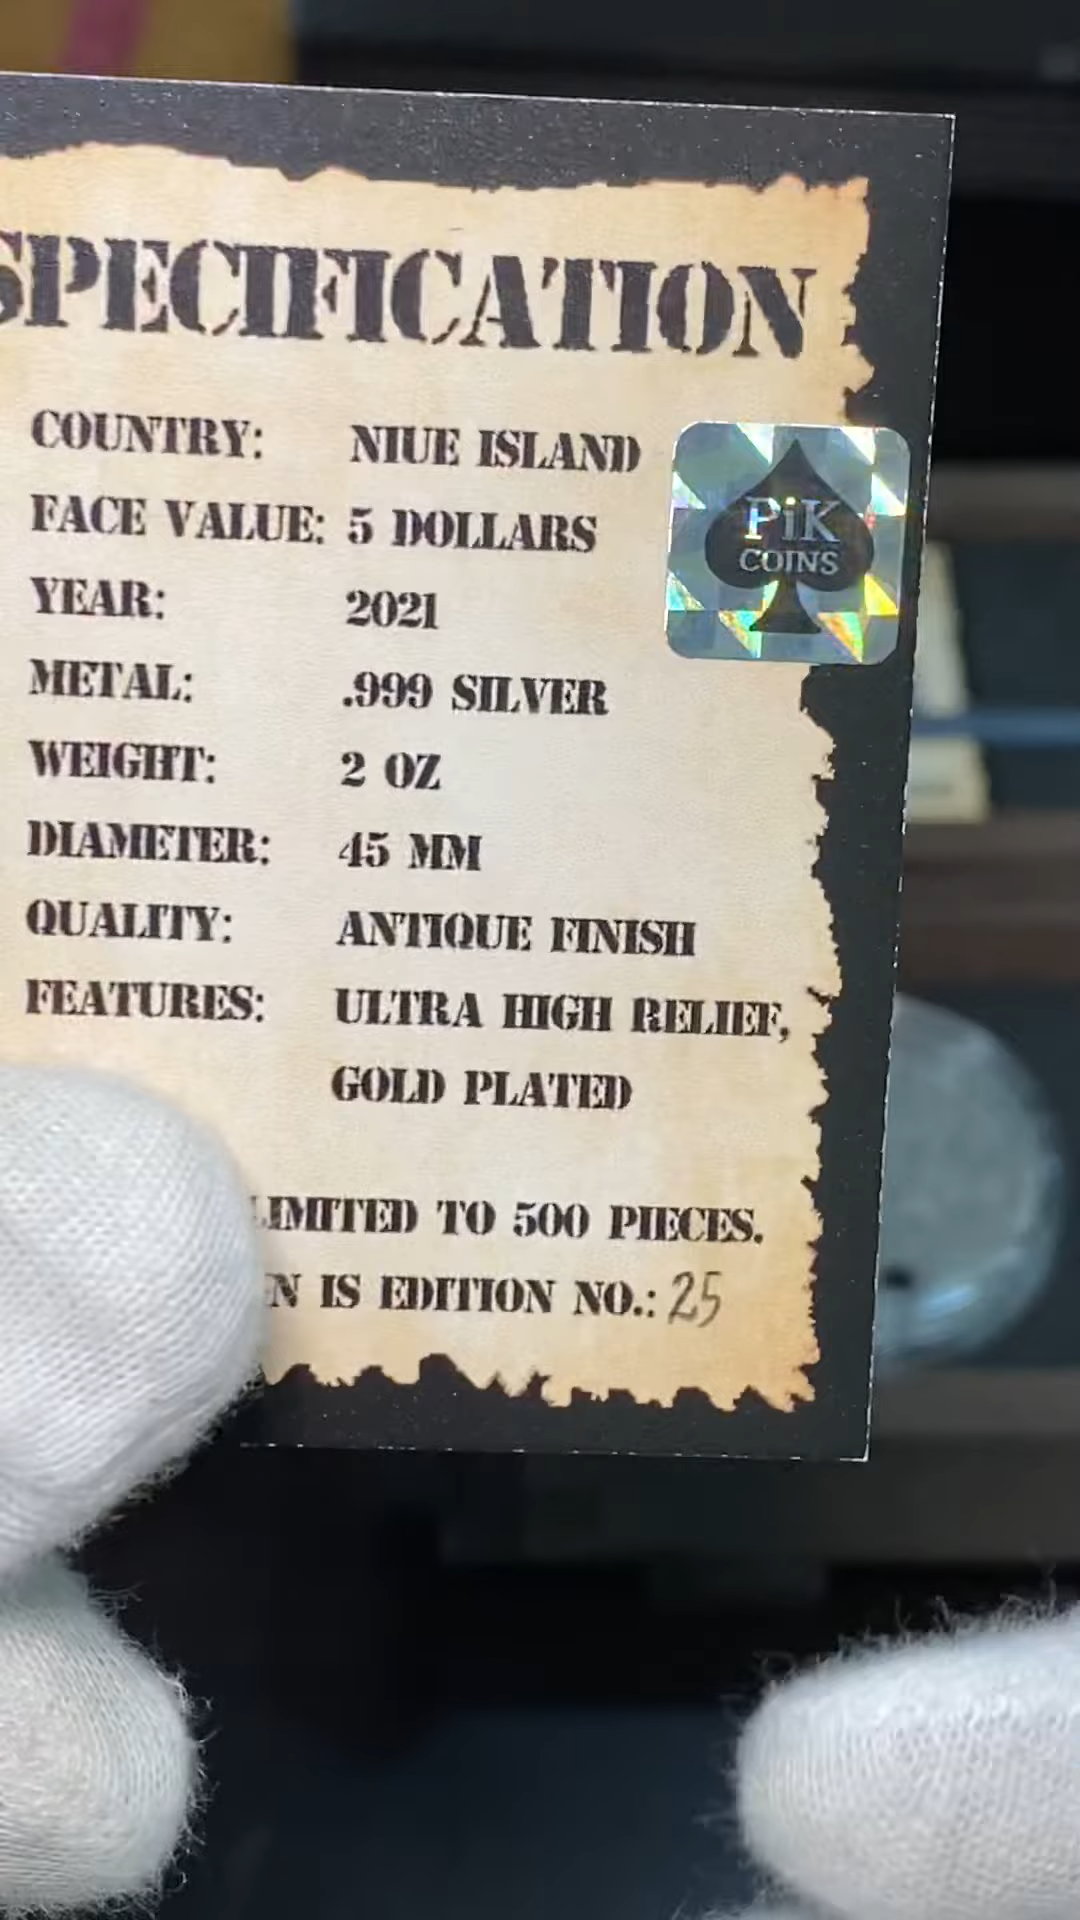 SPECIFICATION
COUNTRY: NIUE ISLAND
FACE VALUE: 5 DOLLARS
YEAR: 2021
METAL: .999 SILVER
WEIGHT: 2 OZ
DIAMETER: 45 MM
QUALITY: ANTIQUE FINISH
FEATURES: ULTRA HIGH RELIEF,
GOLD PLATED
LIMITED TO 500 PIECES.
IS EDITION NO.: 25
PiK
COINS